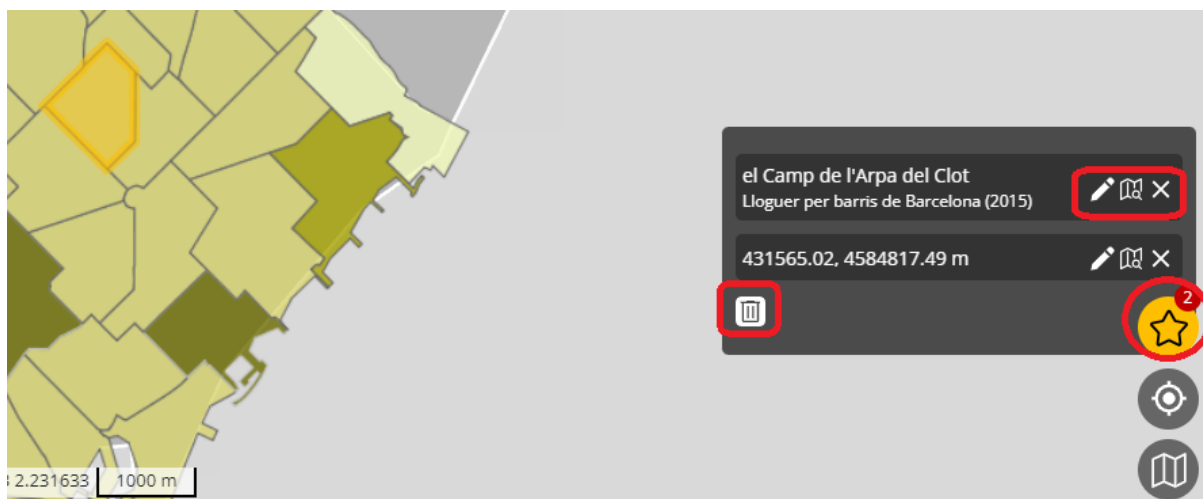 el Camp de l'Arpa del Clot
Lloguer per barris de Barcelona (2015)
431565.02, 4584817.49 m
2
2.231633
1000 m